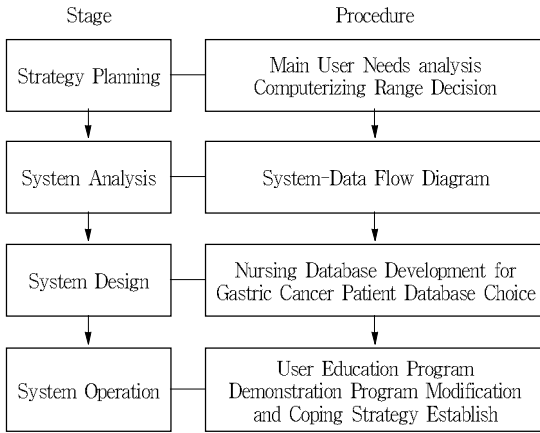 Stage
Procedure
Strategy Planning
Main User Needs analysis
Computerizing Range Decision
System Analysis
System-Data Flow Diagram
System Design
Nursing Database Development for
Gastric Cancer Patient Database Choice
System Operation
User Education Program
Demonstration Program Modification
and Coping Strategy Establish